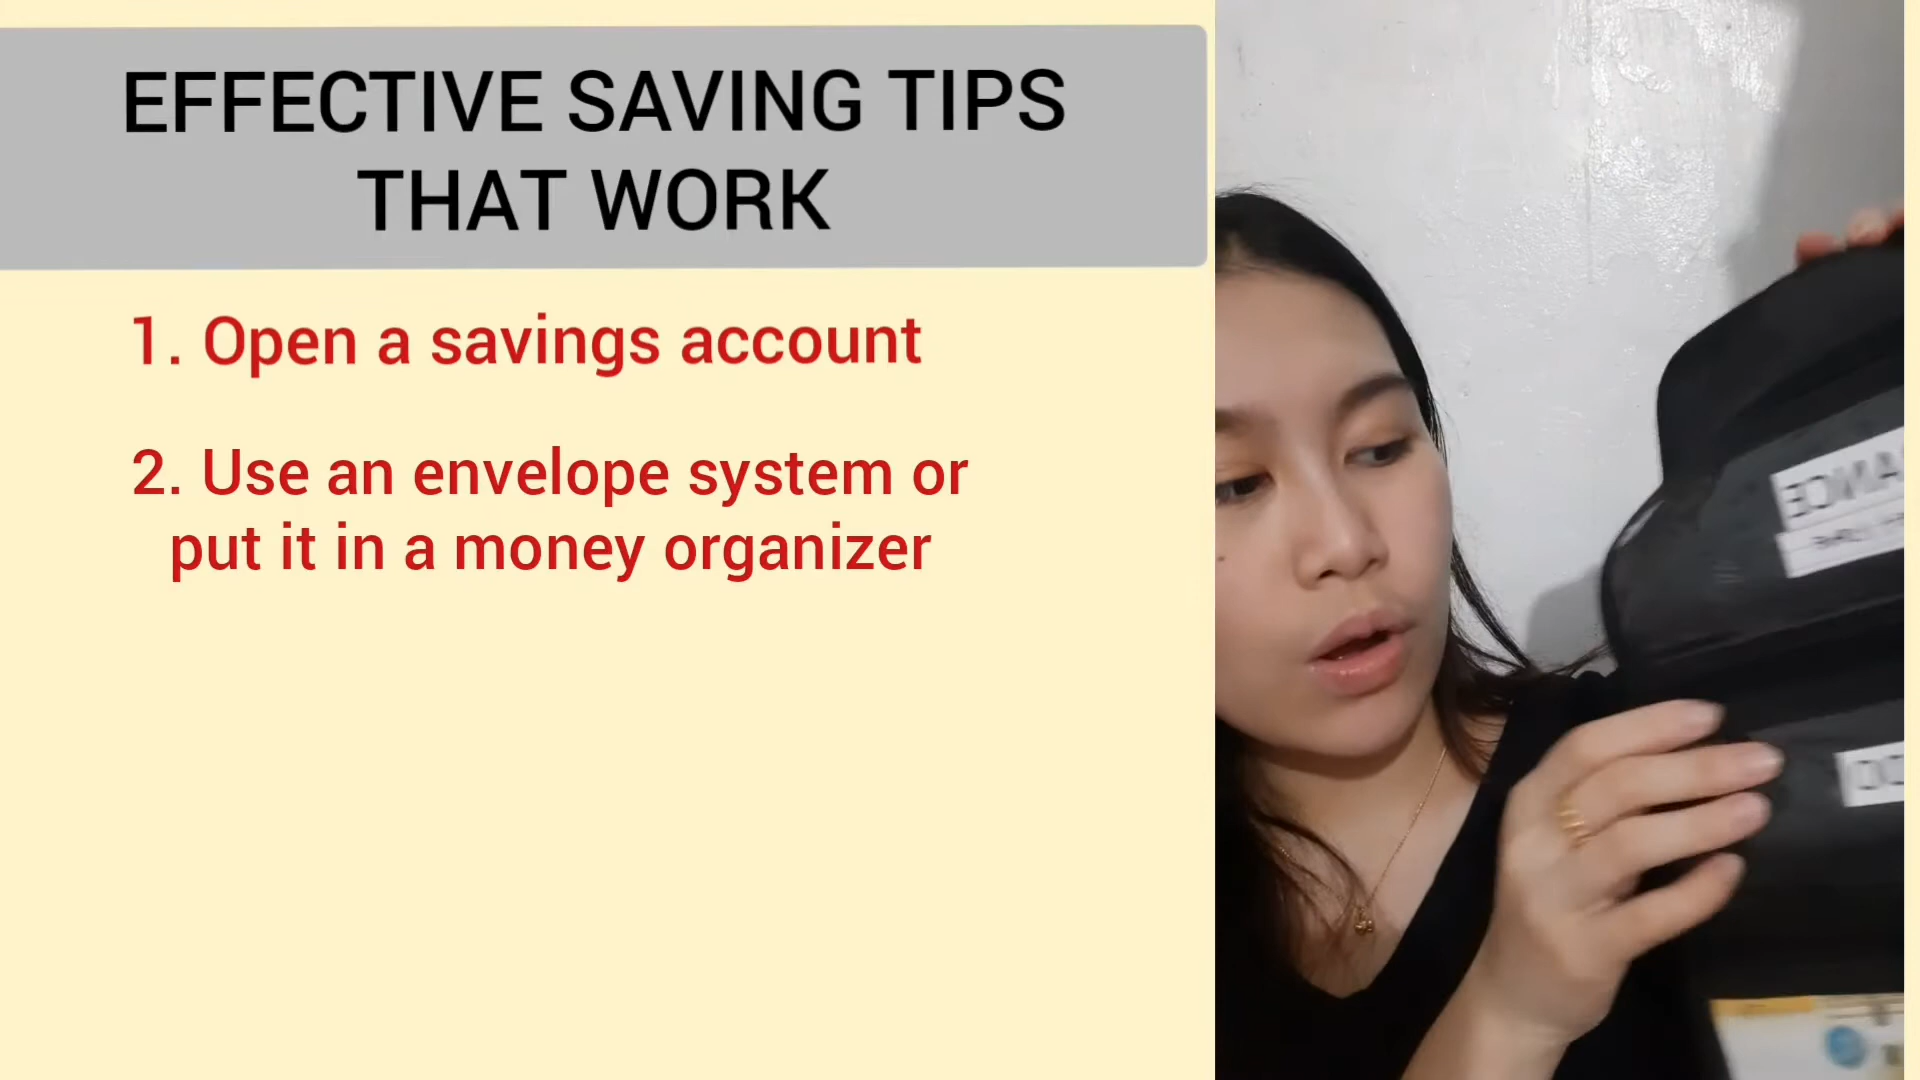 EFFECTIVE SAVING TIPS
THAT WORK
1. Open a savings account
2. Use an envelope system or
put it in a money organizer